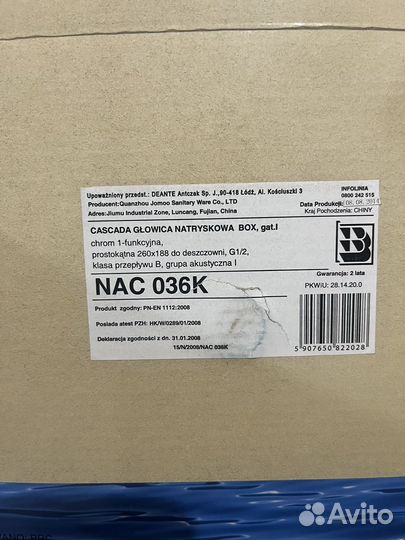 Upoważniony przedst.: DEANTE Antczak Sp. J.,90-418 Łódź, Al. Kościuszki 3
INFOLINIA
0800 242 515
Producent:Quanzhou Jomoo Sanitary Ware Co., LTD
Data Produkcji: 08. 08. 2014
Adres:Jiumu Industrial Zone, Luncang, Fujian, China
Kraj Pochodzenia: CHINY
CASCADA GŁOWICA NATRYSKOWA BOX, gat.I
chrom 1-funkcyjna,
prostokątna 260x188 do deszczowni, G1/2,
klasa przepływu B, grupa akustyczna I
Gwarancja: 2 lata
NAC 036K
PKWiU: 28.14.20.0
Produkt zgodny: PN-EN 1112:2008
Posiada atest PZH: HK/W/0289/01/2008
Deklaracja zgodności z dn. 31.01.2008
15/N/2008/NAC 036K
5 907650 822028
Avito